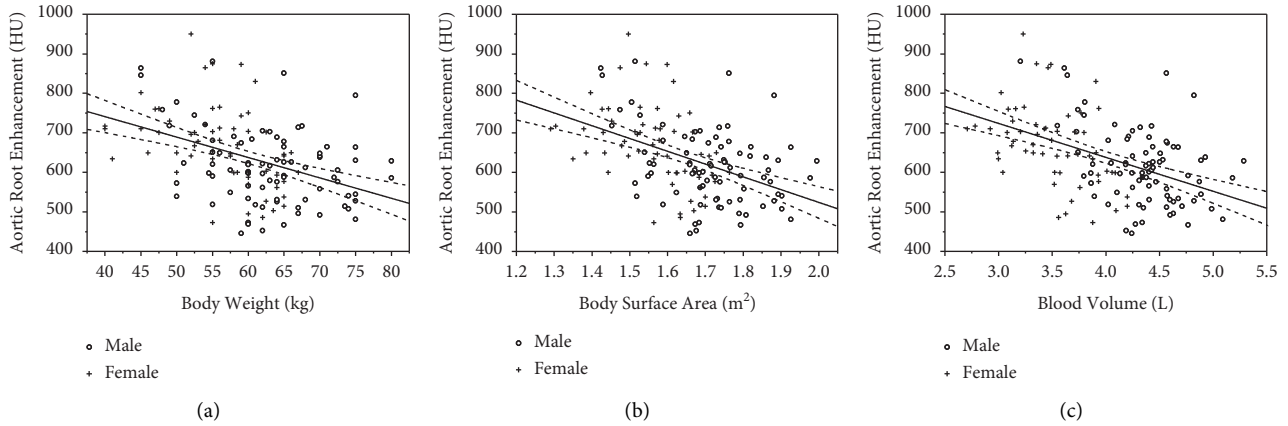 Aortic Root Enhancement (HU)
1000
900
800
700
600
500
400
40 45 50 55 60 65 70 75 80
Body Weight (kg)
Male
Female
(a)
Aortic Root Enhancement (HU)
1000
900
800
700
600
500
400
1.2 1.3 1.4 1.5 1.6 1.7 1.8 1.9 2.0
Body Surface Area (m²)
Male
Female
(b)
Aortic Root Enhancement (HU)
1000
900
800
700
600
500
400
2.5 3.0 3.5 4.0 4.5 5.0 5.5
Blood Volume (L)
Male
Female
(c)